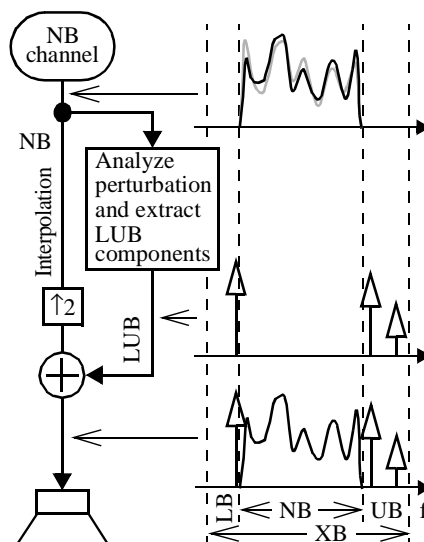 NB
channel
NB
Interpolation
Analyze
perturbation
and extract
LUB
components
↑2
LUB
LB
NB
UB
f
XB